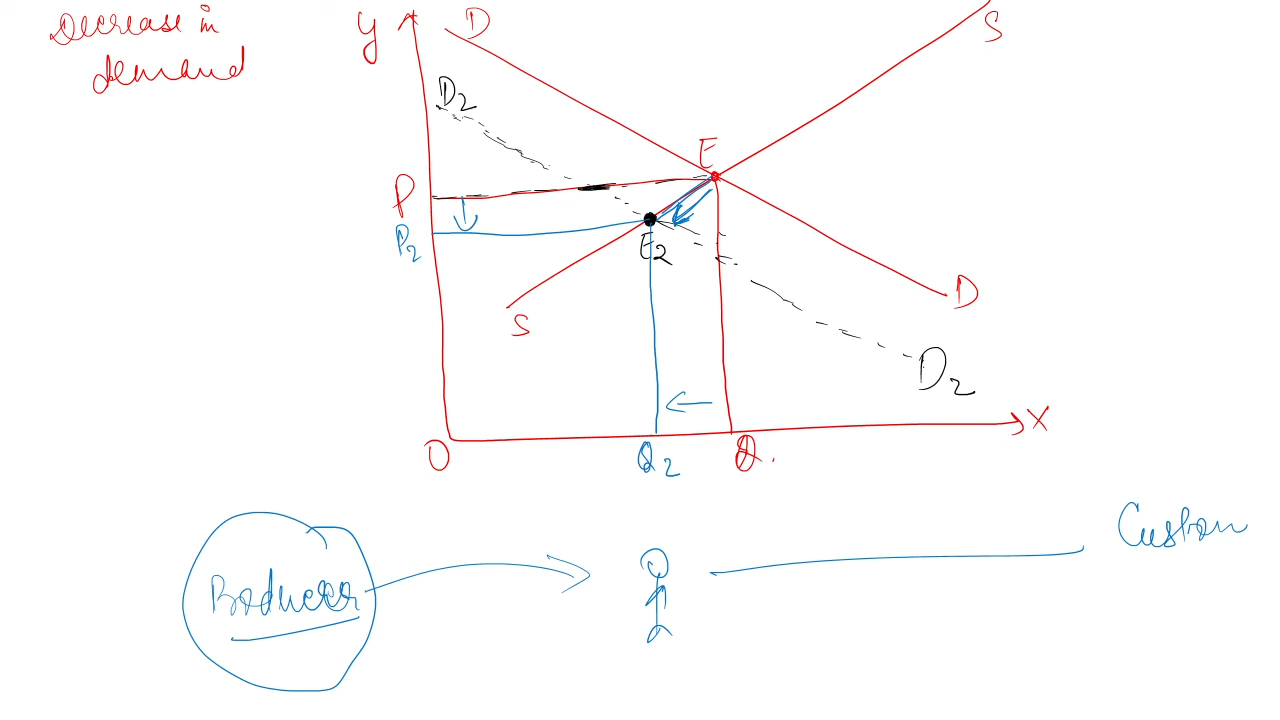 Decrease in
demand
Y
D
S
D2
E
P
P2
E2
S
D
D2
X
O
Q2
Q.
Custom
Producer